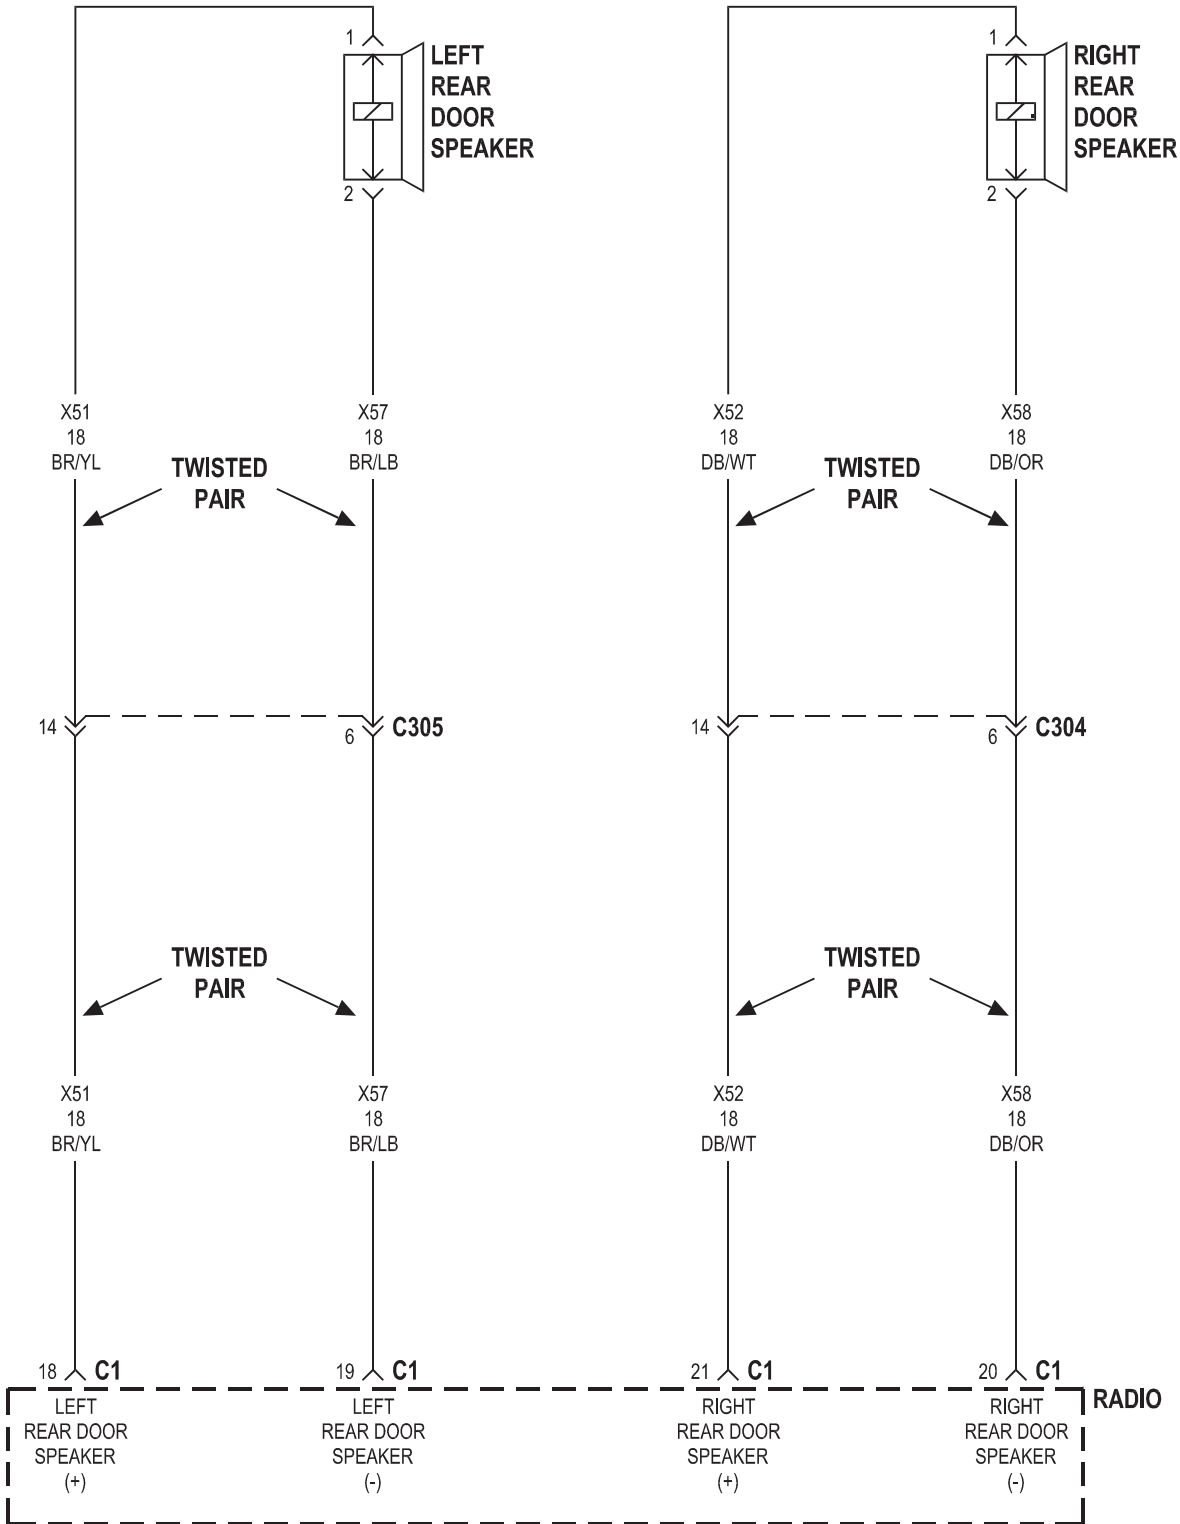 1
LEFT
REAR
DOOR
SPEAKER
2
1
RIGHT
REAR
DOOR
SPEAKER
2
X51
18
BR/YL
X57
18
BR/LB
X52
18
DB/WT
X58
18
DB/OR
TWISTED
PAIR
TWISTED
PAIR
14
6
C305
14
6
C304
TWISTED
PAIR
TWISTED
PAIR
X51
18
BR/YL
X57
18
BR/LB
X52
18
DB/WT
X58
18
DB/OR
18 C1
19 C1
21 C1
20 C1
RADIO
LEFT
REAR DOOR
SPEAKER
(+)
LEFT
REAR DOOR
SPEAKER
(-)
RIGHT
REAR DOOR
SPEAKER
(+)
RIGHT
REAR DOOR
SPEAKER
(-)